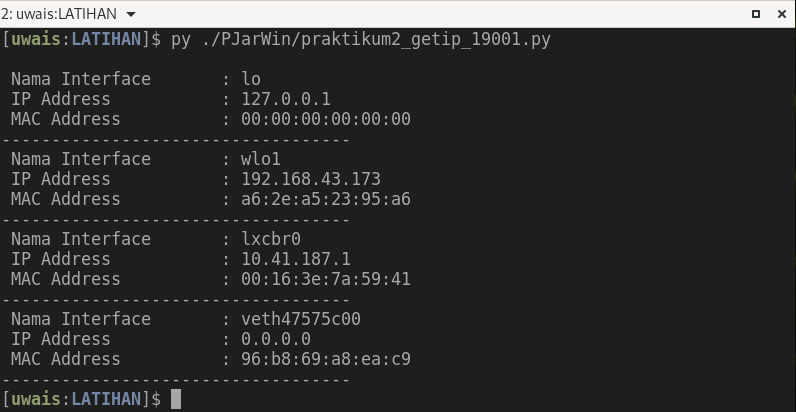 2: uwais:LATIHAN
[uwais:LATIHAN]$ py ./PJarWin/praktikum2_getip_19001.py
Nama Interface       : lo
IP Address           : 127.0.0.1
MAC Address          : 00:00:00:00:00:00
-----------------------------------
Nama Interface       : wlo1
IP Address           : 192.168.43.173
MAC Address          : a6:2e:a5:23:95:a6
-----------------------------------
Nama Interface       : lxcbr0
IP Address           : 10.41.187.1
MAC Address          : 00:16:3e:7a:59:41
-----------------------------------
Nama Interface       : veth47575c00
IP Address           : 0.0.0.0
MAC Address          : 96:b8:69:a8:ea:c9
-----------------------------------
[uwais:LATIHAN]$